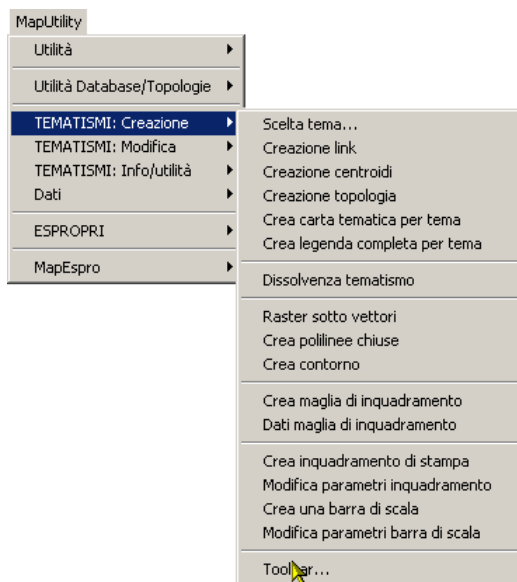 MapUtility
Utilità
Utilità Database/Topologie
TEMATISMI: Creazione
TEMATISMI: Modifica
TEMATISMI: Info/utilità
Dati
ESPROPRI
MapEspro
Scelta tema...
Creazione link
Creazione centroidi
Creazione topologia
Crea carta tematica per tema
Crea legenda completa per tema
Dissolvenza tematismo
Raster sotto vettori
Crea polilinee chiuse
Crea contorno
Crea maglia di inquadramento
Dati maglia di inquadramento
Crea inquadramento di stampa
Modifica parametri inquadramento
Crea una barra di scala
Modifica parametri barra di scala
Toolbar...